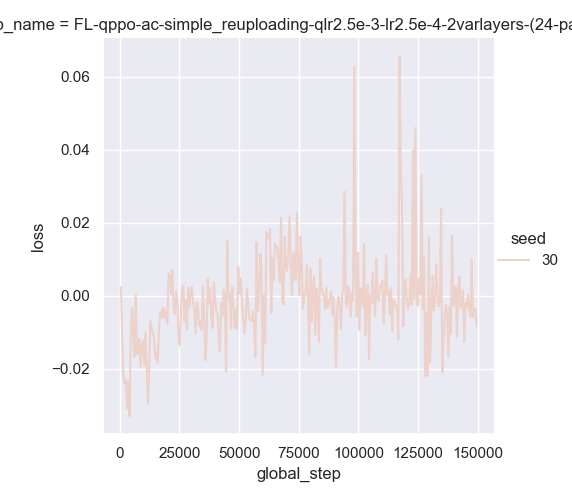 o_name = FL-qppo-ac-simple_reuploading-qlr2.5e-3-lr2.5e-4-2varlayers-(24-pa
0.06
0.04
0.02
0.00
−0.02
loss
0 25000 50000 75000 100000 125000 150000
global_step
seed
30